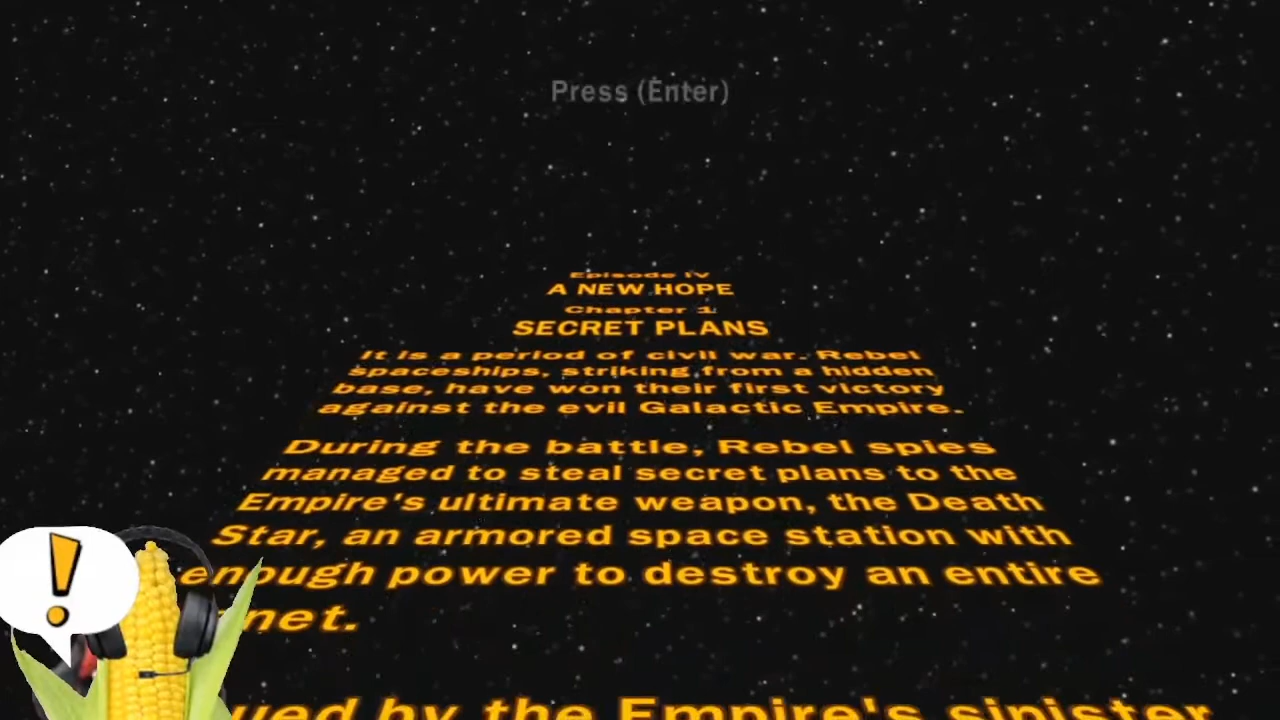 Press (Enter)
Episode IV
A NEW HOPE
Chapter 1
SECRET PLANS
It is a period of civil war. Rebel
spaceships, striking from a hidden
base, have won their first victory
against the evil Galactic Empire.
During the battle, Rebel spies
managed to steal secret plans to the
Empire's ultimate weapon, the Death
Star, an armored space station with
enough power to destroy an entire
net.
ued by the Empire's sinister
!